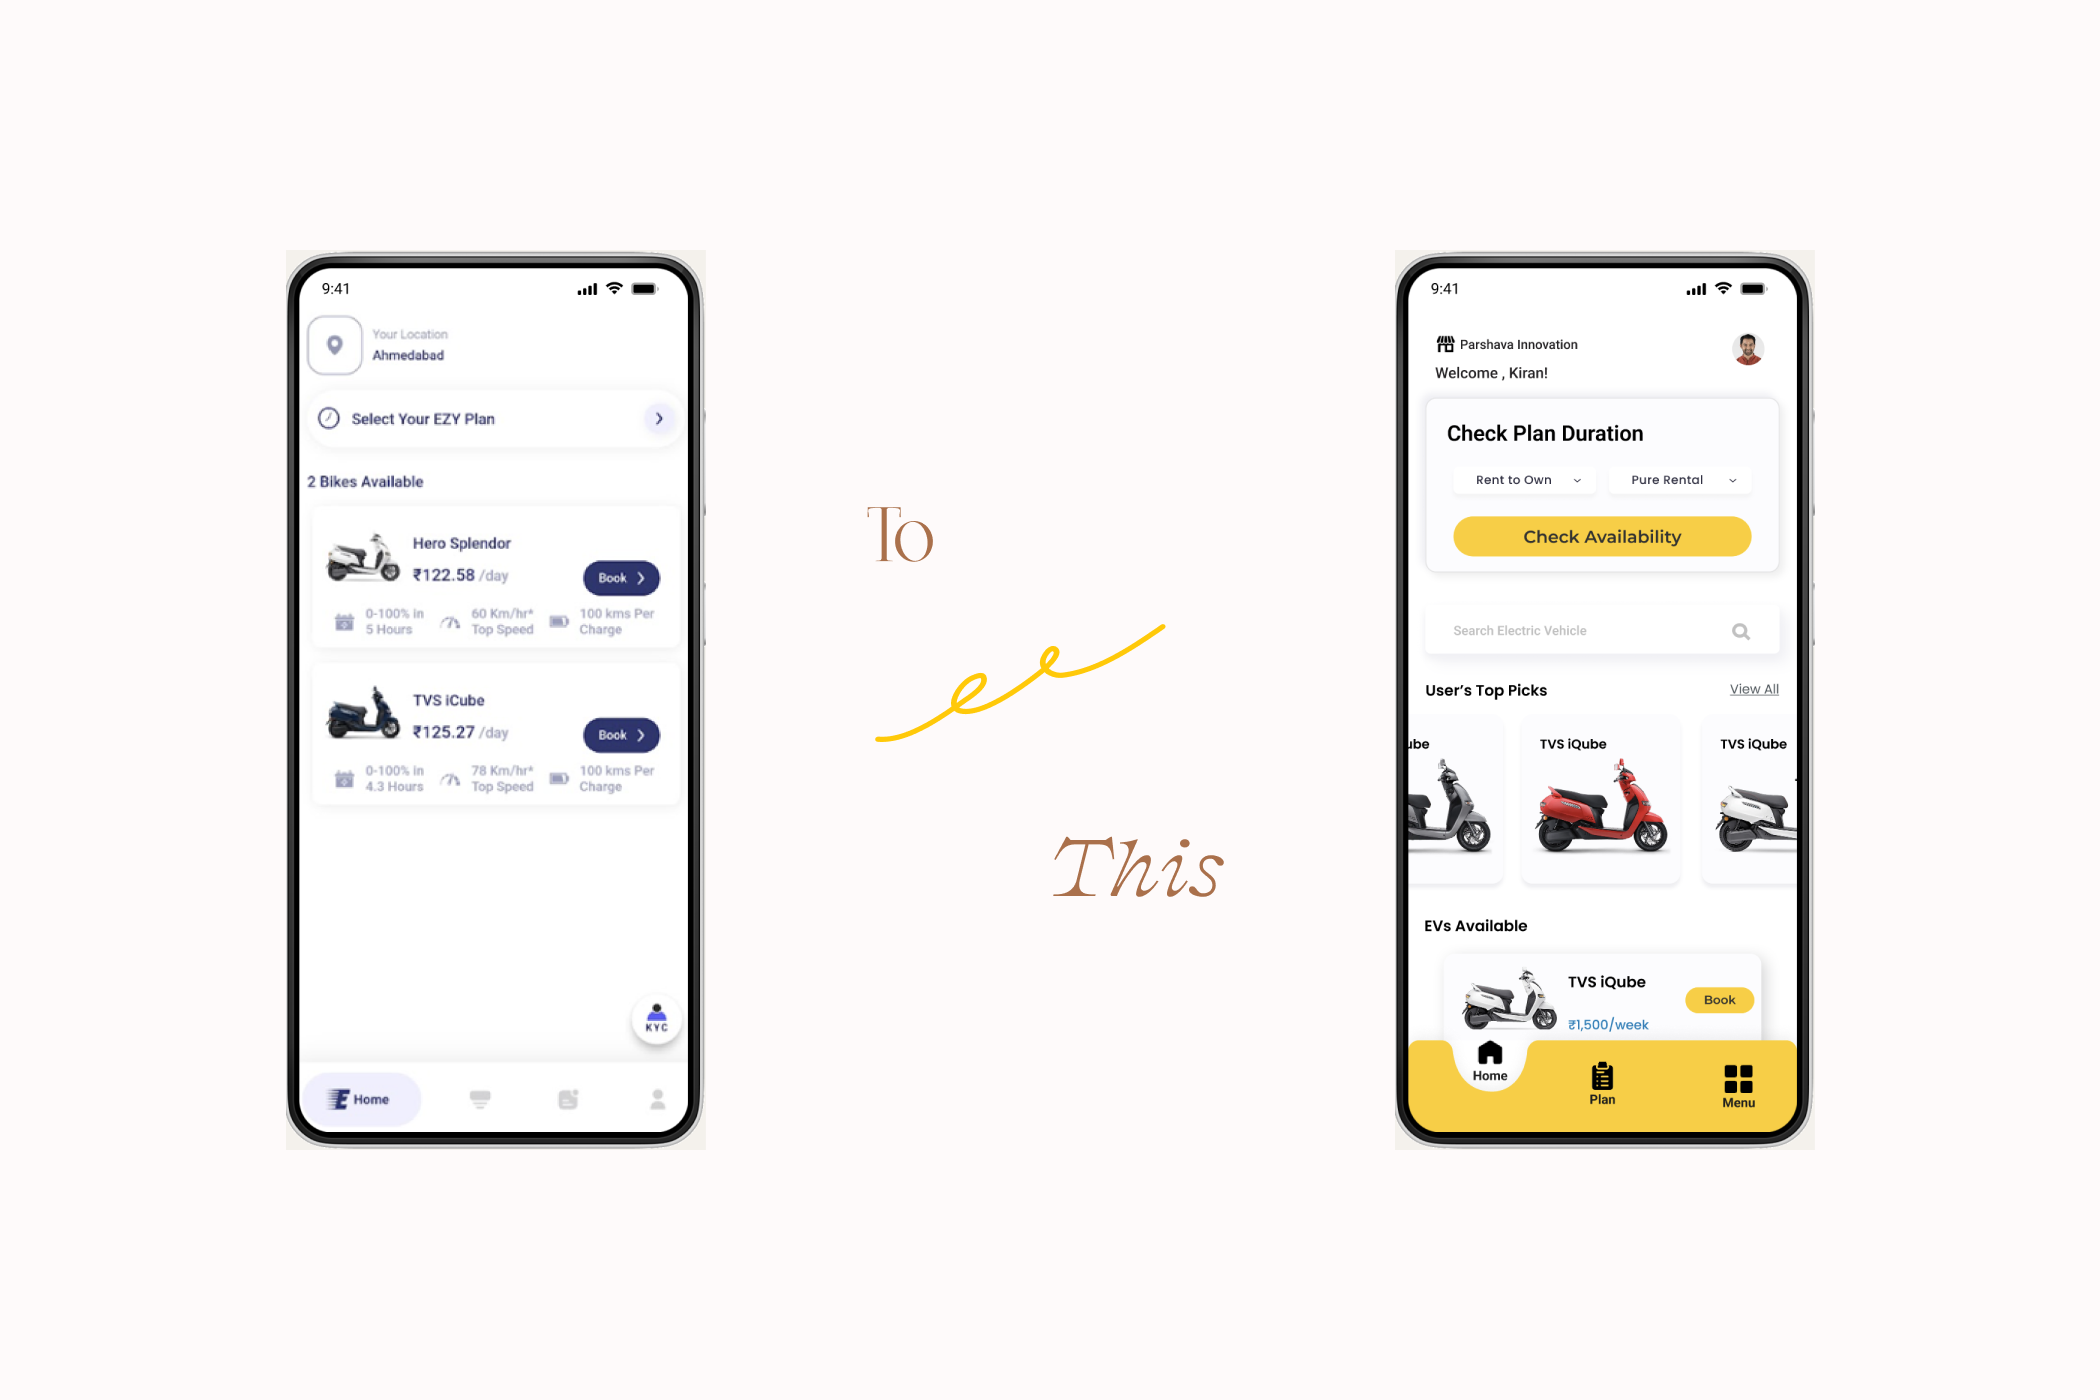 9:41
Your Location
Ahmedabad
Select Your EZY Plan
2 Bikes Available
Hero Splendor
₹122.58 /day
Book
0-100% in
5 Hours
60 Km/hr*
Top Speed
100 kms Per
Charge
TVS iCube
₹125.27 /day
Book
0-100% in
4.3 Hours
78 Km/hr*
Top Speed
100 kms Per
Charge
KYC
E Home
To
This
9:41
Parshava Innovation
Welcome , Kiran!
Check Plan Duration
Rent to Own
Pure Rental
Check Availability
Search Electric Vehicle
User's Top Picks
View All
ube
TVS iQube
TVS iQube
EVs Available
TVS iQube
Book
₹1,500/week
Home
Plan
Menu